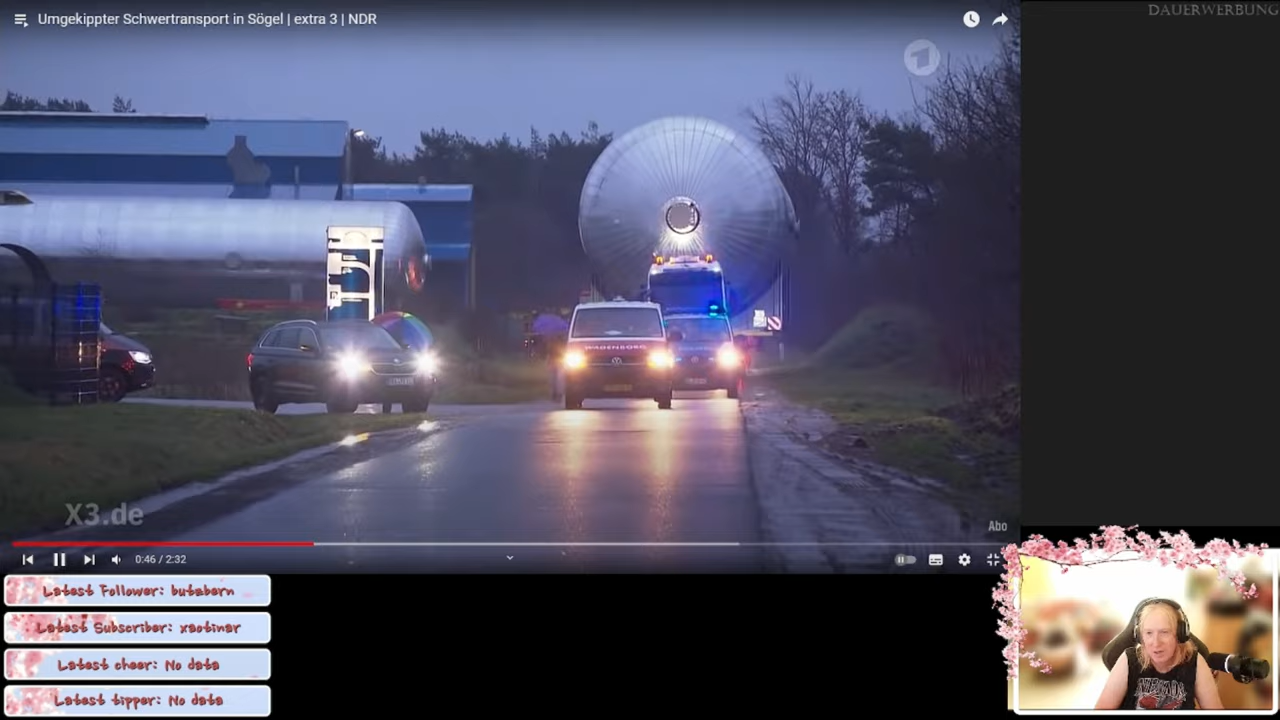 Umgekippter Schwertransport in Sögel | extra 3 | NDR
DAUERWERBUNG
X3.de
Abo
0:46 / 2:32
Latest Follower: butabern
Latest Subscriber: xaotinar
Latest cheer: No data
Latest tipper: No data